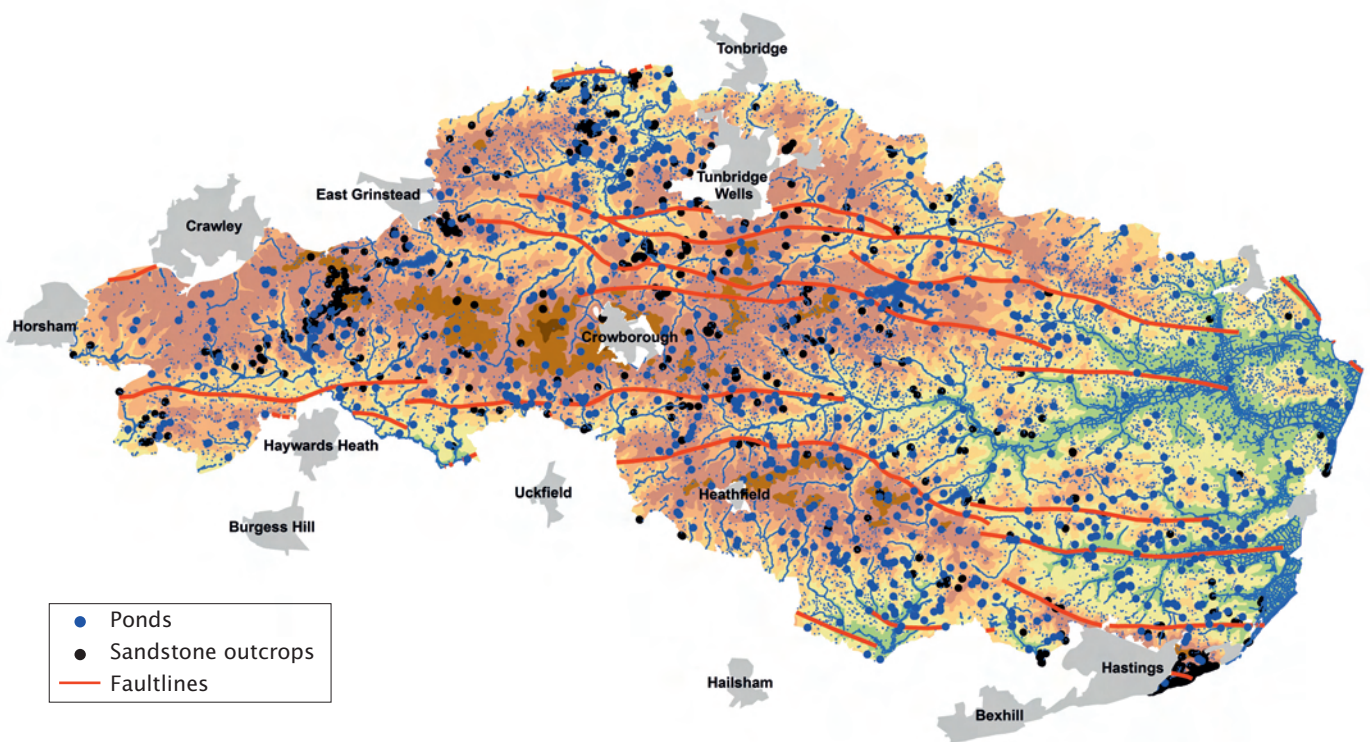 Tonbridge
Tunbridge
Wells
East Grinstead
Crawley
Horsham
Crowborough
Haywards Heath
Uckfield
Heathfield
Burgess Hill
Ponds
Sandstone outcrops
Faultlines
Hailsham
Hastings
Bexhill